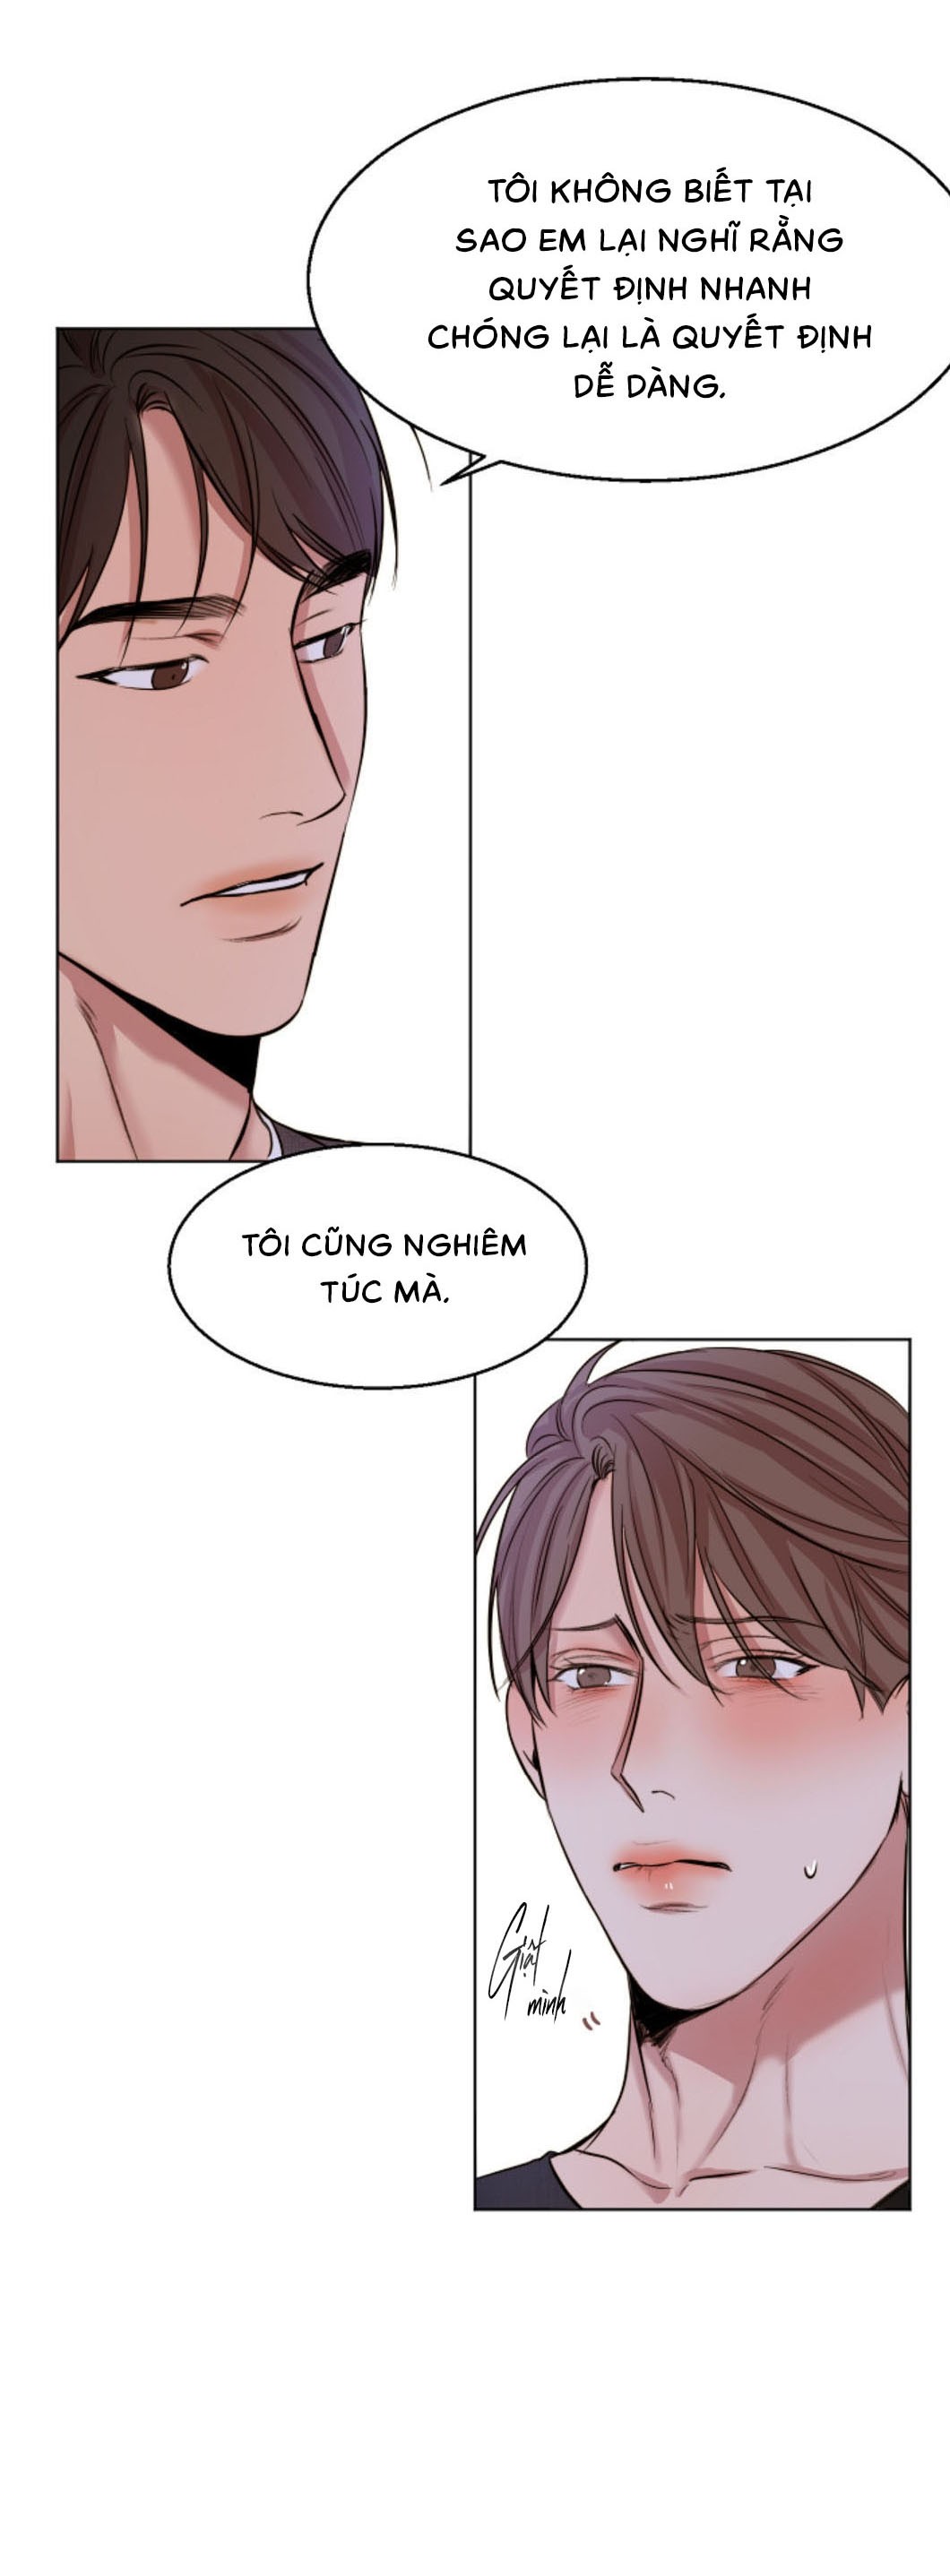 TÔI KHÔNG BIẾT TẠI
SAO EM LẠI NGHĨ RẰNG
QUYẾT ĐỊNH NHANH
CHÓNG LẠI LÀ QUYẾT ĐỊNH
DỄ DÀNG.
TÔI CŨNG NGHIÊM
TÚC MÀ.
Giật
mình